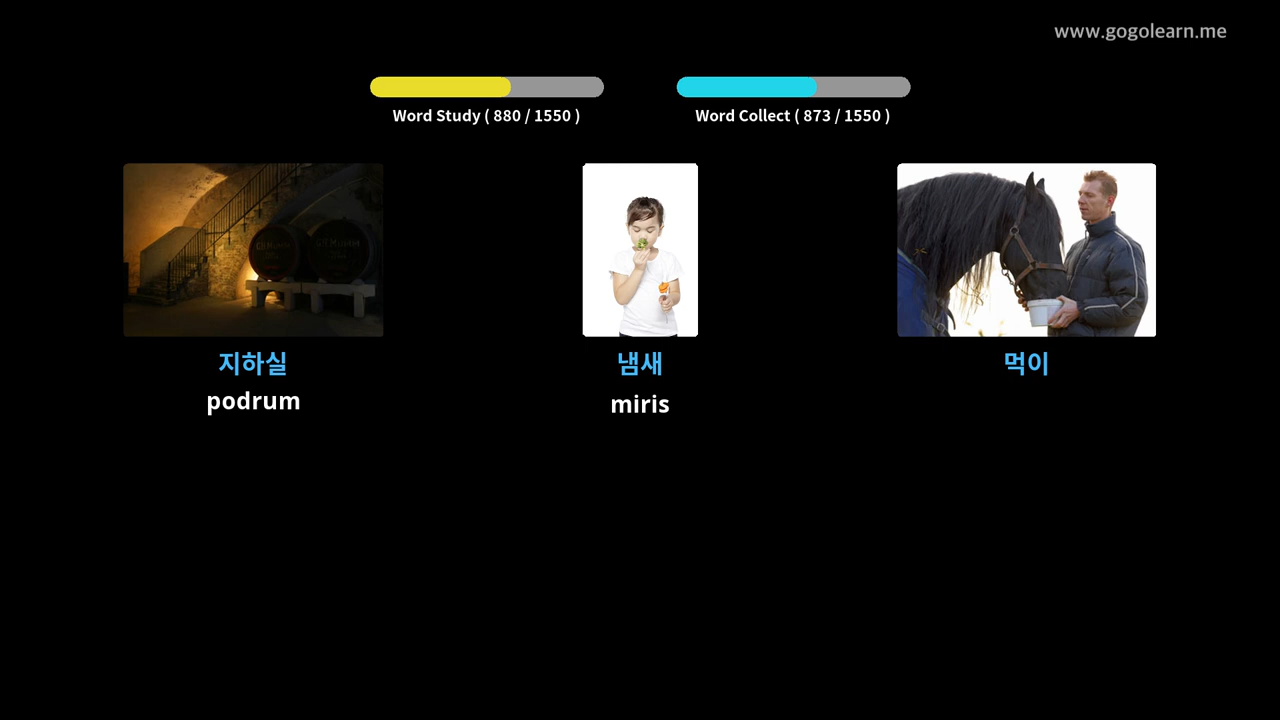 www.gogolearn.me
Word Study ( 880 / 1550 )
Word Collect ( 873 / 1550 )
지하실
냄새
먹이
podrum
miris